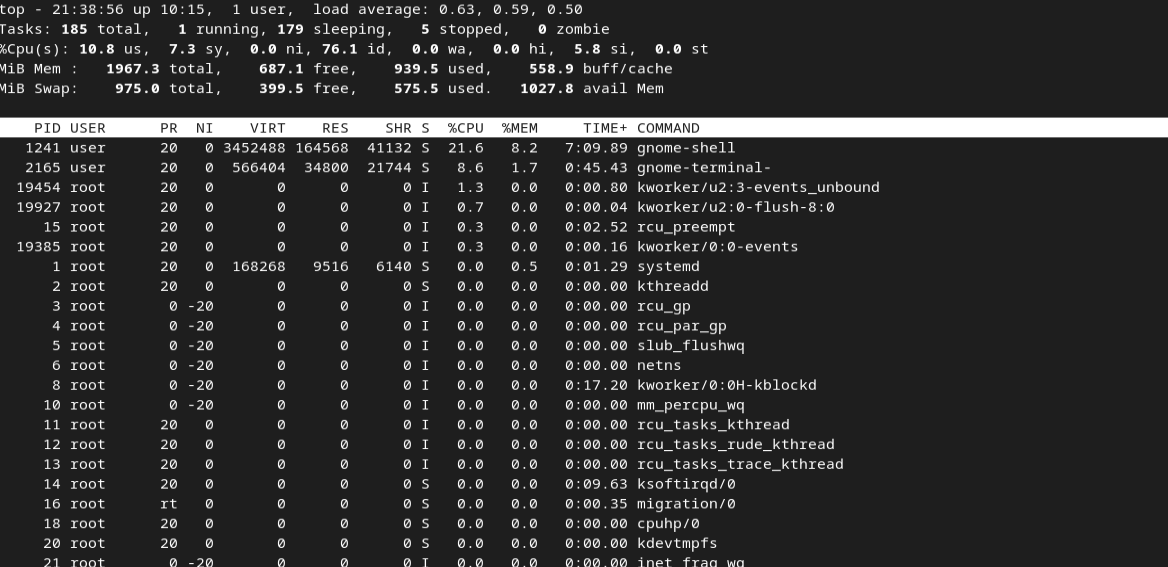 top - 21:38:56 up 10:15,  1 user,  load average: 0.63, 0.59, 0.50
Tasks: 185 total,   1 running, 179 sleeping,   5 stopped,   0 zombie
%Cpu(s): 10.8 us,  7.3 sy,  0.0 ni, 76.1 id,  0.0 wa,  0.0 hi,  5.8 si,  0.0 st
MiB Mem :   1967.3 total,    687.1 free,    939.5 used,    558.9 buff/cache
MiB Swap:    975.0 total,    399.5 free,    575.5 used.   1027.8 avail Mem
PID USER      PR  NI    VIRT    RES    SHR S  %CPU  %MEM     TIME+ COMMAND
1241 user      20   0 3452488 164568  41132 S  21.6   8.2   7:09.89 gnome-shell
2165 user      20   0  566404  34800  21744 S   8.6   1.7   0:45.43 gnome-terminal-
19454 root      20   0       0      0      0 I   1.3   0.0   0:00.80 kworker/u2:3-events_unbound
19927 root      20   0       0      0      0 I   0.7   0.0   0:00.04 kworker/u2:0-flush-8:0
15 root      20   0       0      0      0 I   0.3   0.0   0:02.52 rcu_preempt
19385 root      20   0       0      0      0 I   0.3   0.0   0:00.16 kworker/0:0-events
1 root      20   0  168268   9516   6140 S   0.0   0.5   0:01.29 systemd
2 root      20   0       0      0      0 S   0.0   0.0   0:00.00 kthreadd
3 root       0 -20       0      0      0 I   0.0   0.0   0:00.00 rcu_gp
4 root       0 -20       0      0      0 I   0.0   0.0   0:00.00 rcu_par_gp
5 root       0 -20       0      0      0 I   0.0   0.0   0:00.00 slub_flushwq
6 root       0 -20       0      0      0 I   0.0   0.0   0:00.00 netns
8 root       0 -20       0      0      0 I   0.0   0.0   0:17.20 kworker/0:0H-kblockd
10 root       0 -20       0      0      0 I   0.0   0.0   0:00.00 mm_percpu_wq
11 root      20   0       0      0      0 I   0.0   0.0   0:00.00 rcu_tasks_kthread
12 root      20   0       0      0      0 I   0.0   0.0   0:00.00 rcu_tasks_rude_kthread
13 root      20   0       0      0      0 I   0.0   0.0   0:00.00 rcu_tasks_trace_kthread
14 root      20   0       0      0      0 S   0.0   0.0   0:09.63 ksoftirqd/0
16 root      rt   0       0      0      0 S   0.0   0.0   0:00.35 migration/0
18 root      20   0       0      0      0 S   0.0   0.0   0:00.00 cpuhp/0
20 root      20   0       0      0      0 S   0.0   0.0   0:00.00 kdevtmpfs
21 root       0 -20       0      0      0 I   0.0   0.0   0:00.00 inet_frag_wq